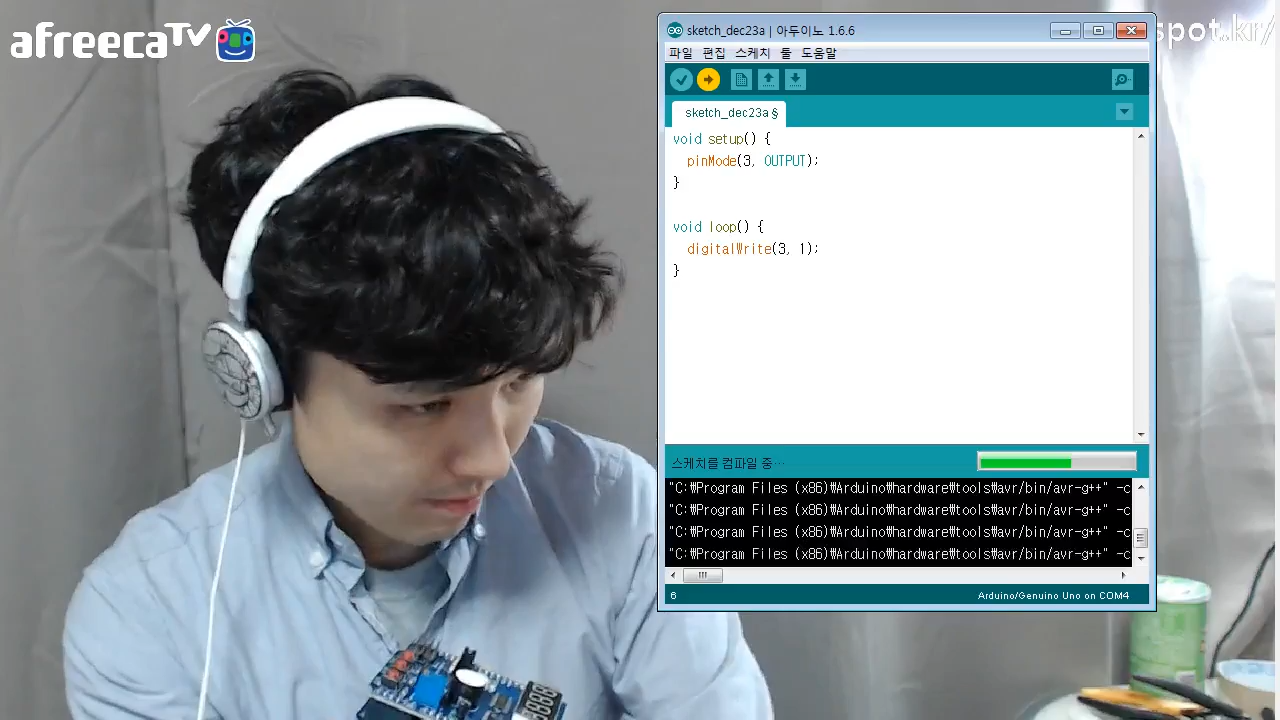 afreecaTV
spot.kr/
sketch_dec23a | 아두이노 1.6.6
파일 편집 스케치 툴 도움말
sketch_dec23a§
void setup() {
pinMode(3, OUTPUT);
}
void loop() {
digitalWrite(3, 1);
}
스케치를 컴파일 중…
"C:₩Program Files (x86)₩Arduino₩hardware₩tools₩avr/bin/avr-g++" -c
"C:₩Program Files (x86)₩Arduino₩hardware₩tools₩avr/bin/avr-g++" -c
"C:₩Program Files (x86)₩Arduino₩hardware₩tools₩avr/bin/avr-g++" -c
"C:₩Program Files (x86)₩Arduino₩hardware₩tools₩avr/bin/avr-g++" -c
6
Arduino/Genuino Uno on COM4